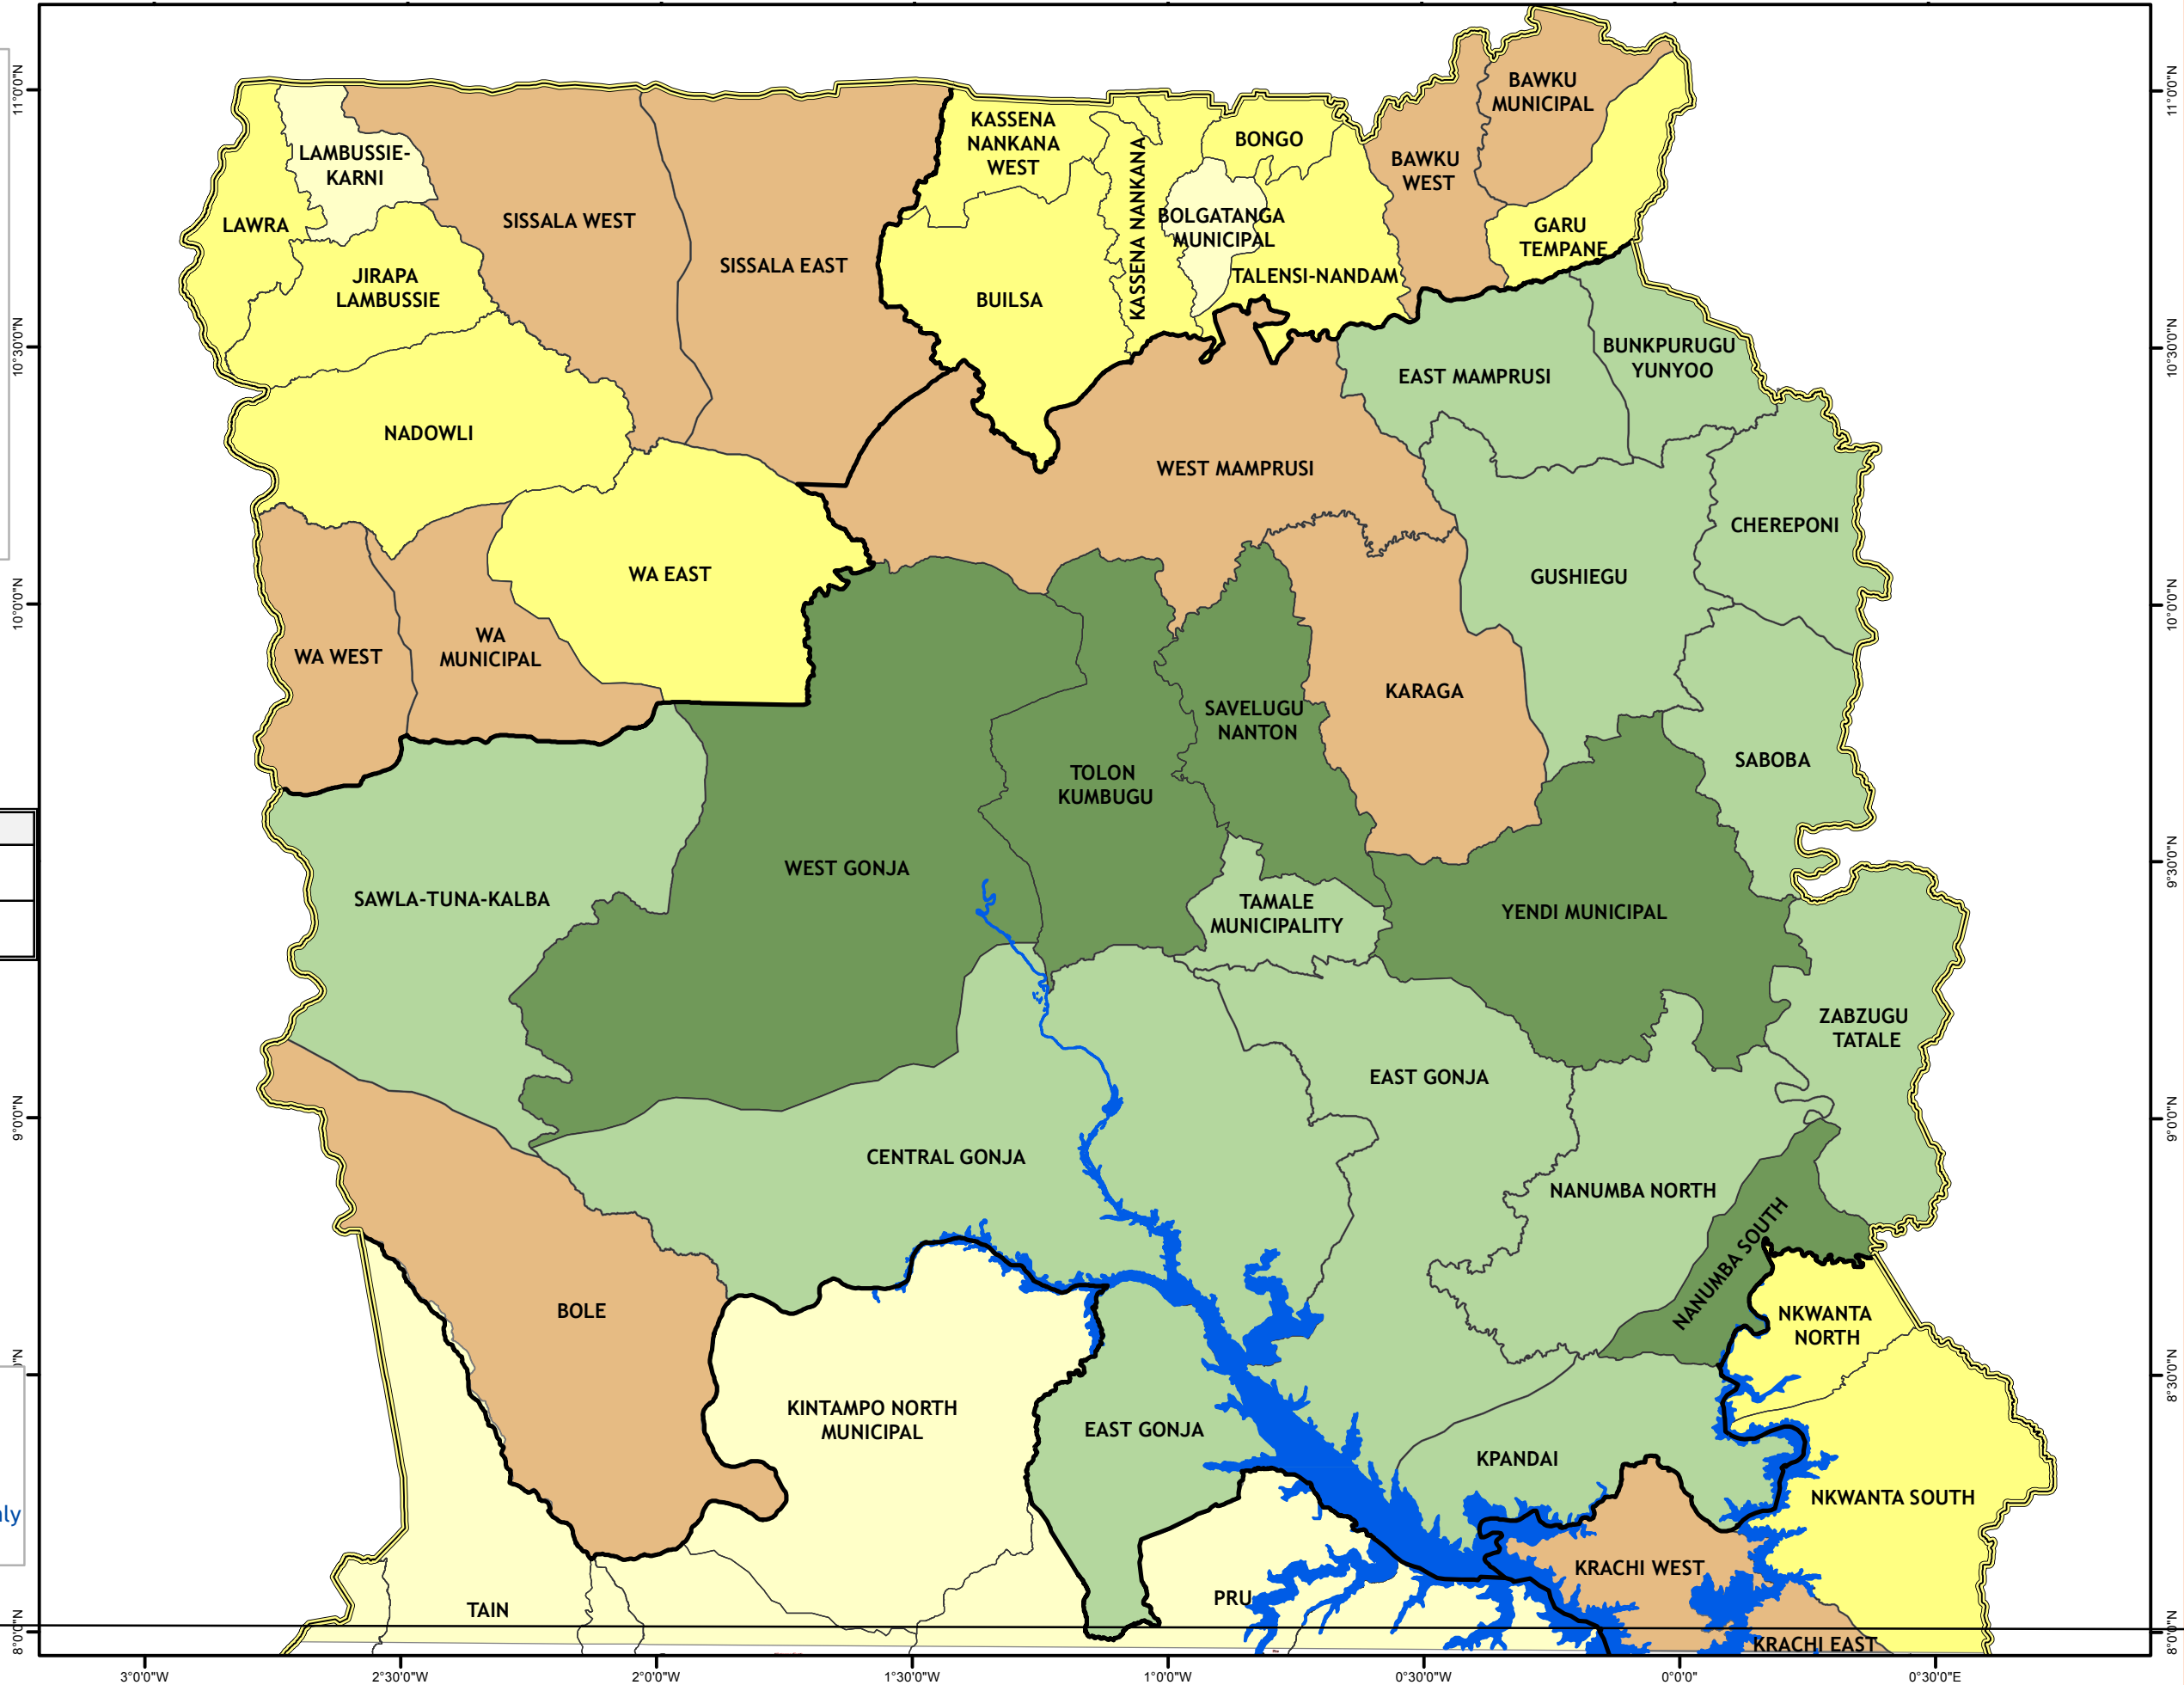 BAWKU
MUNICIPAL
KASSENA
NANKANA
WEST
BONGO
LAMBUSSIE-
KARNI
BAWKU
WEST
KASSENA NANKANA
LAWRA
SISSALA WEST
BOLGATANGA
MUNICIPAL
GARU
TEMPANE
SISSALA EAST
JIRAPA
LAMBUSSIE
BUILSA
TALENSI-NANDAM
BUNKPURUGU
YUNYOO
EAST MAMPRUSI
NADOWLI
WEST MAMPRUSI
CHEREPONI
WA EAST
GUSHIEGU
WA
MUNICIPAL
WA WEST
KARAGA
SAVELUGU
NANTON
SABOBA
TOLON
KUMBUGU
WEST GONJA
SAWLA-TUNA-KALBA
TAMALE
MUNICIPALITY
YENDI MUNICIPAL
ZABZUGU
TATALE
EAST GONJA
CENTRAL GONJA
NANUMBA NORTH
NANUMBA SOUTH
BOLE
NKWANTA
NORTH
KINTAMPO NORTH
MUNICIPAL
EAST GONJA
KPANDAI
NKWANTA SOUTH
KRACHI WEST
PRU
TAIN
KRACHI EAST
11°0'0"N
10°30'0"N
10°0'0"N
9°0'0"N
8°0'0"N
11°0'0"N
10°30'0"N
10°0'0"N
9°30'0"N
9°0'0"N
8°30'0"N
8°0'0"N
3°0'0"W
2°30'0"W
2°0'0"W
1°30'0"W
1°0'0"W
0°30'0"W
0°0'0"
0°30'0"E